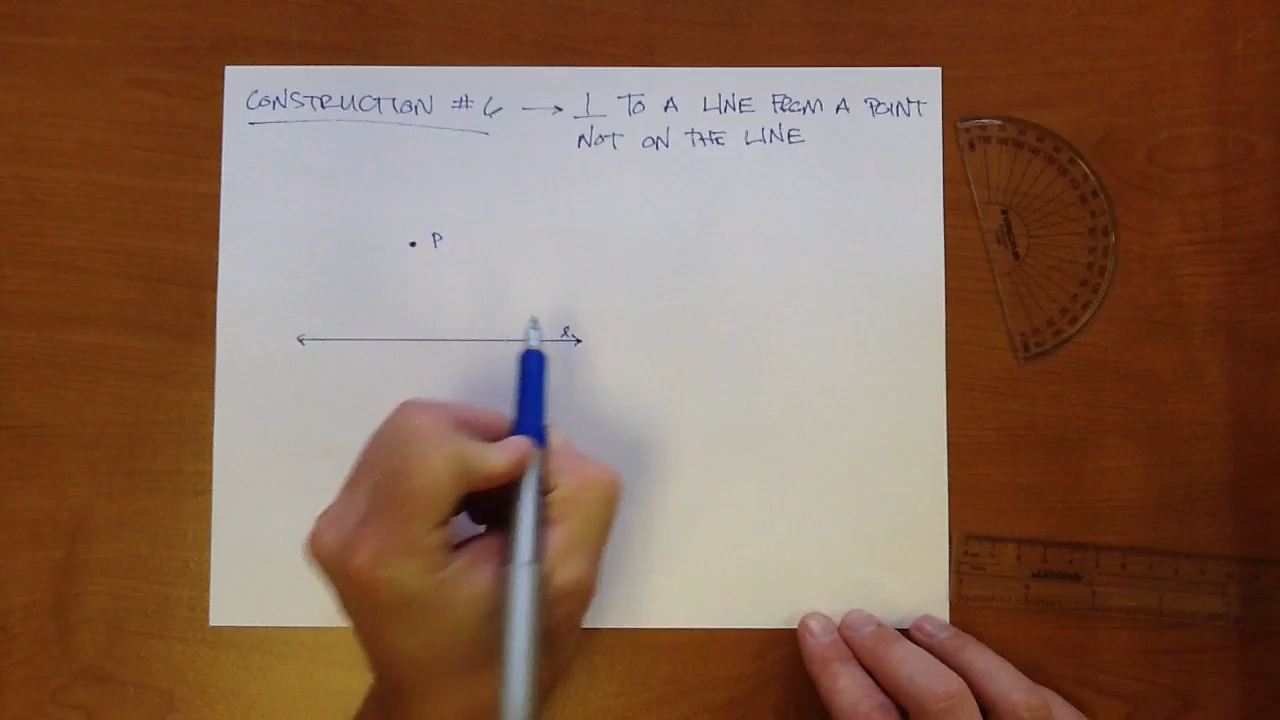 CONSTRUCTION #6 → ⊥ TO A LINE FROM A POINT
NOT ON THE LINE
P
ℓ